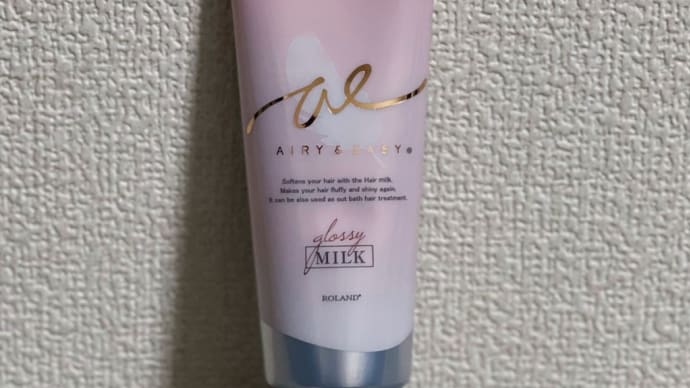 ae
AIRY & EASY®
Softens your hair with the Hair milk.
Makes your hair fluffy and shiny again.
It can be also used as out bath hair treatment.
glossy
MILK
ROLAND®